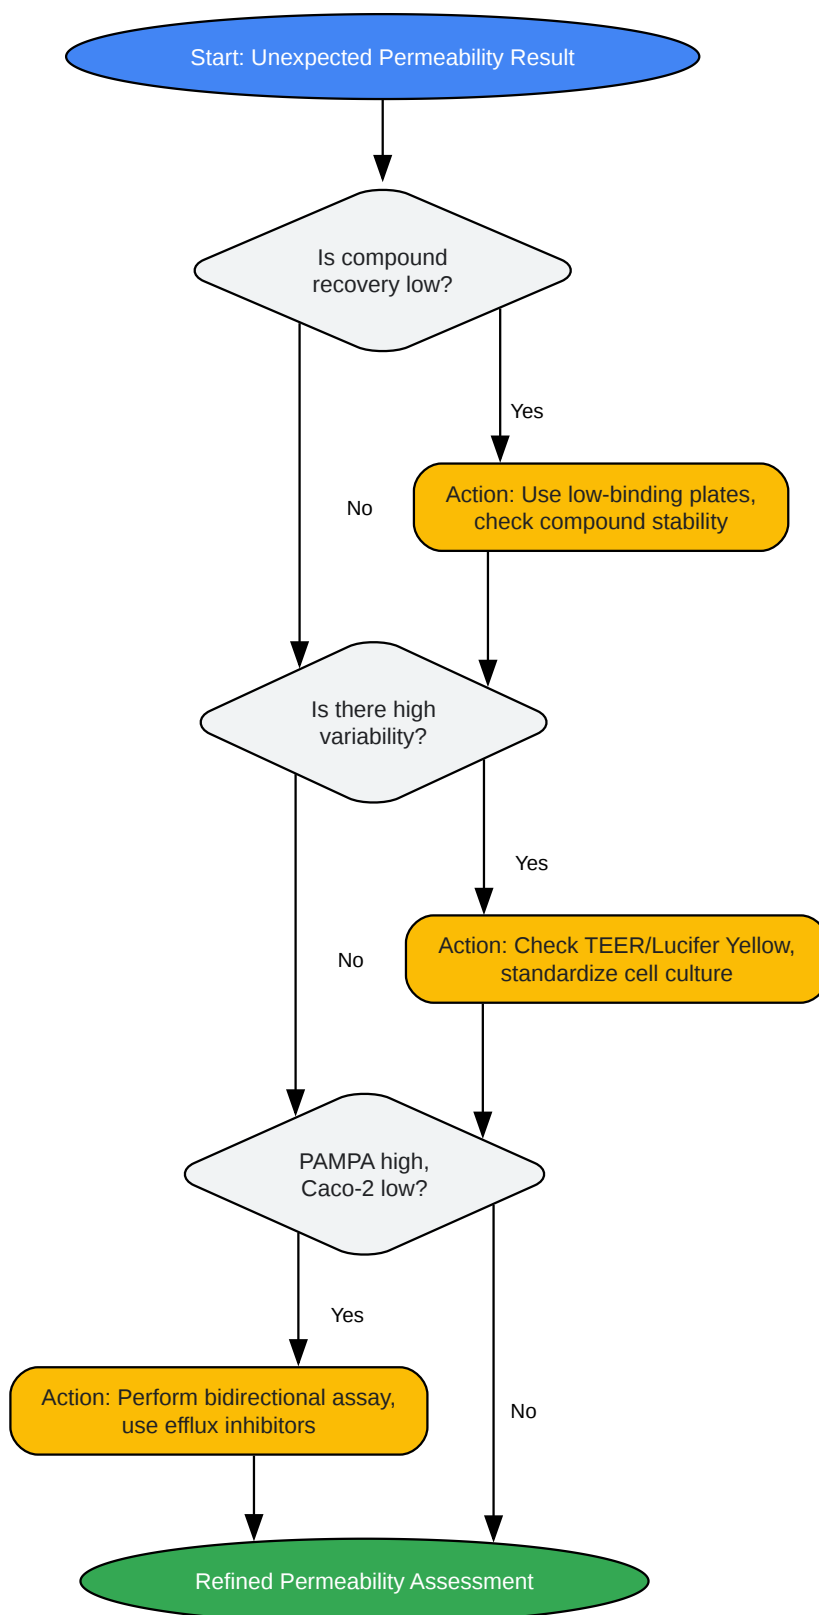 Start: Unexpected Permeability Result
Is compound
recovery low?
Yes
Action: Use low-binding plates,
check compound stability
No
Is there high
variability?
Yes
Action: Check TEER/Lucifer Yellow,
standardize cell culture
No
PAMPA high,
Caco-2 low?
Yes
Action: Perform bidirectional assay,
use efflux inhibitors
No
Refined Permeability Assessment